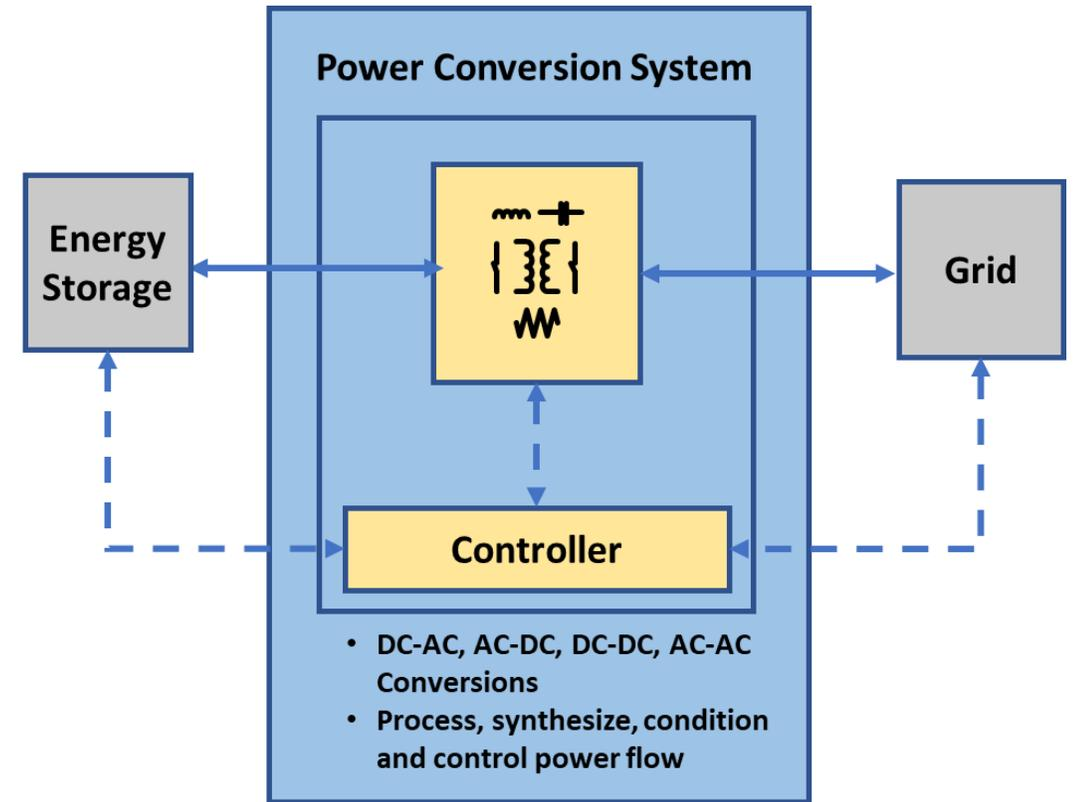 Power Conversion System
Energy
Storage
Grid
Controller
• DC-AC, AC-DC, DC-DC, AC-AC
Conversions
• Process, synthesize, condition
and control power flow